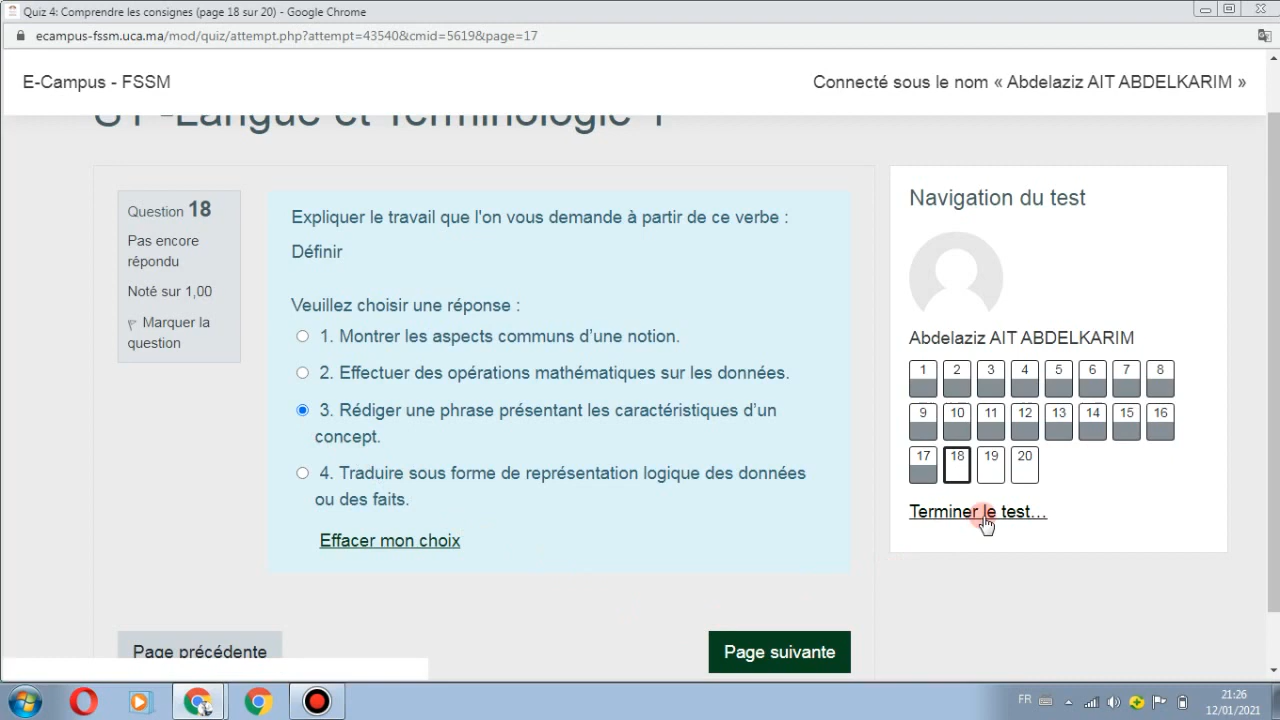 Quiz 4: Comprendre les consignes (page 18 sur 20) - Google Chrome
ecampus-fssm.uca.ma/mod/quiz/attempt.php?attempt=43540&cmid=5619&page=17
E-Campus - FSSM
Connecté sous le nom « Abdelaziz AIT ABDELKARIM »
S1 -Langue et Terminologie 1
Question 18
Pas encore
répondu
Noté sur 1,00
Marquer la
question
Expliquer le travail que l'on vous demande à partir de ce verbe :
Définir
Veuillez choisir une réponse :
1. Montrer les aspects communs d’une notion.
2. Effectuer des opérations mathématiques sur les données.
3. Rédiger une phrase présentant les caractéristiques d’un
concept.
4. Traduire sous forme de représentation logique des données
ou des faits.
Effacer mon choix
Page précédente
Page suivante
Navigation du test
Abdelaziz AIT ABDELKARIM
1 2 3 4 5 6 7 8
9 10 11 12 13 14 15 16
17 18 19 20
Terminer le test...
FR
21:26
12/01/2021